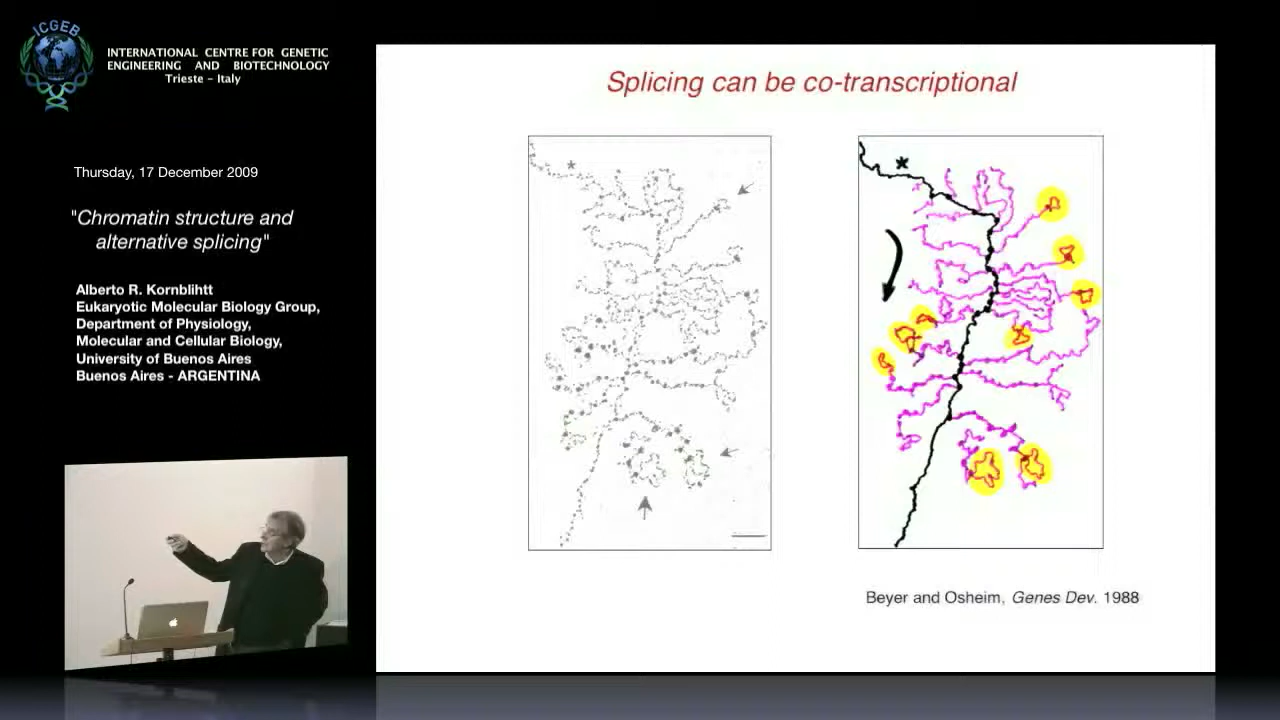 ICGEB
INTERNATIONAL CENTRE FOR GENETIC
ENGINEERING AND BIOTECHNOLOGY
Trieste – Italy
Thursday, 17 December 2009
"Chromatin structure and
alternative splicing"
Alberto R. Kornblihtt
Eukaryotic Molecular Biology Group,
Department of Physiology,
Molecular and Cellular Biology,
University of Buenos Aires
Buenos Aires - ARGENTINA
Splicing can be co-transcriptional
*
*
Beyer and Osheim, Genes Dev. 1988